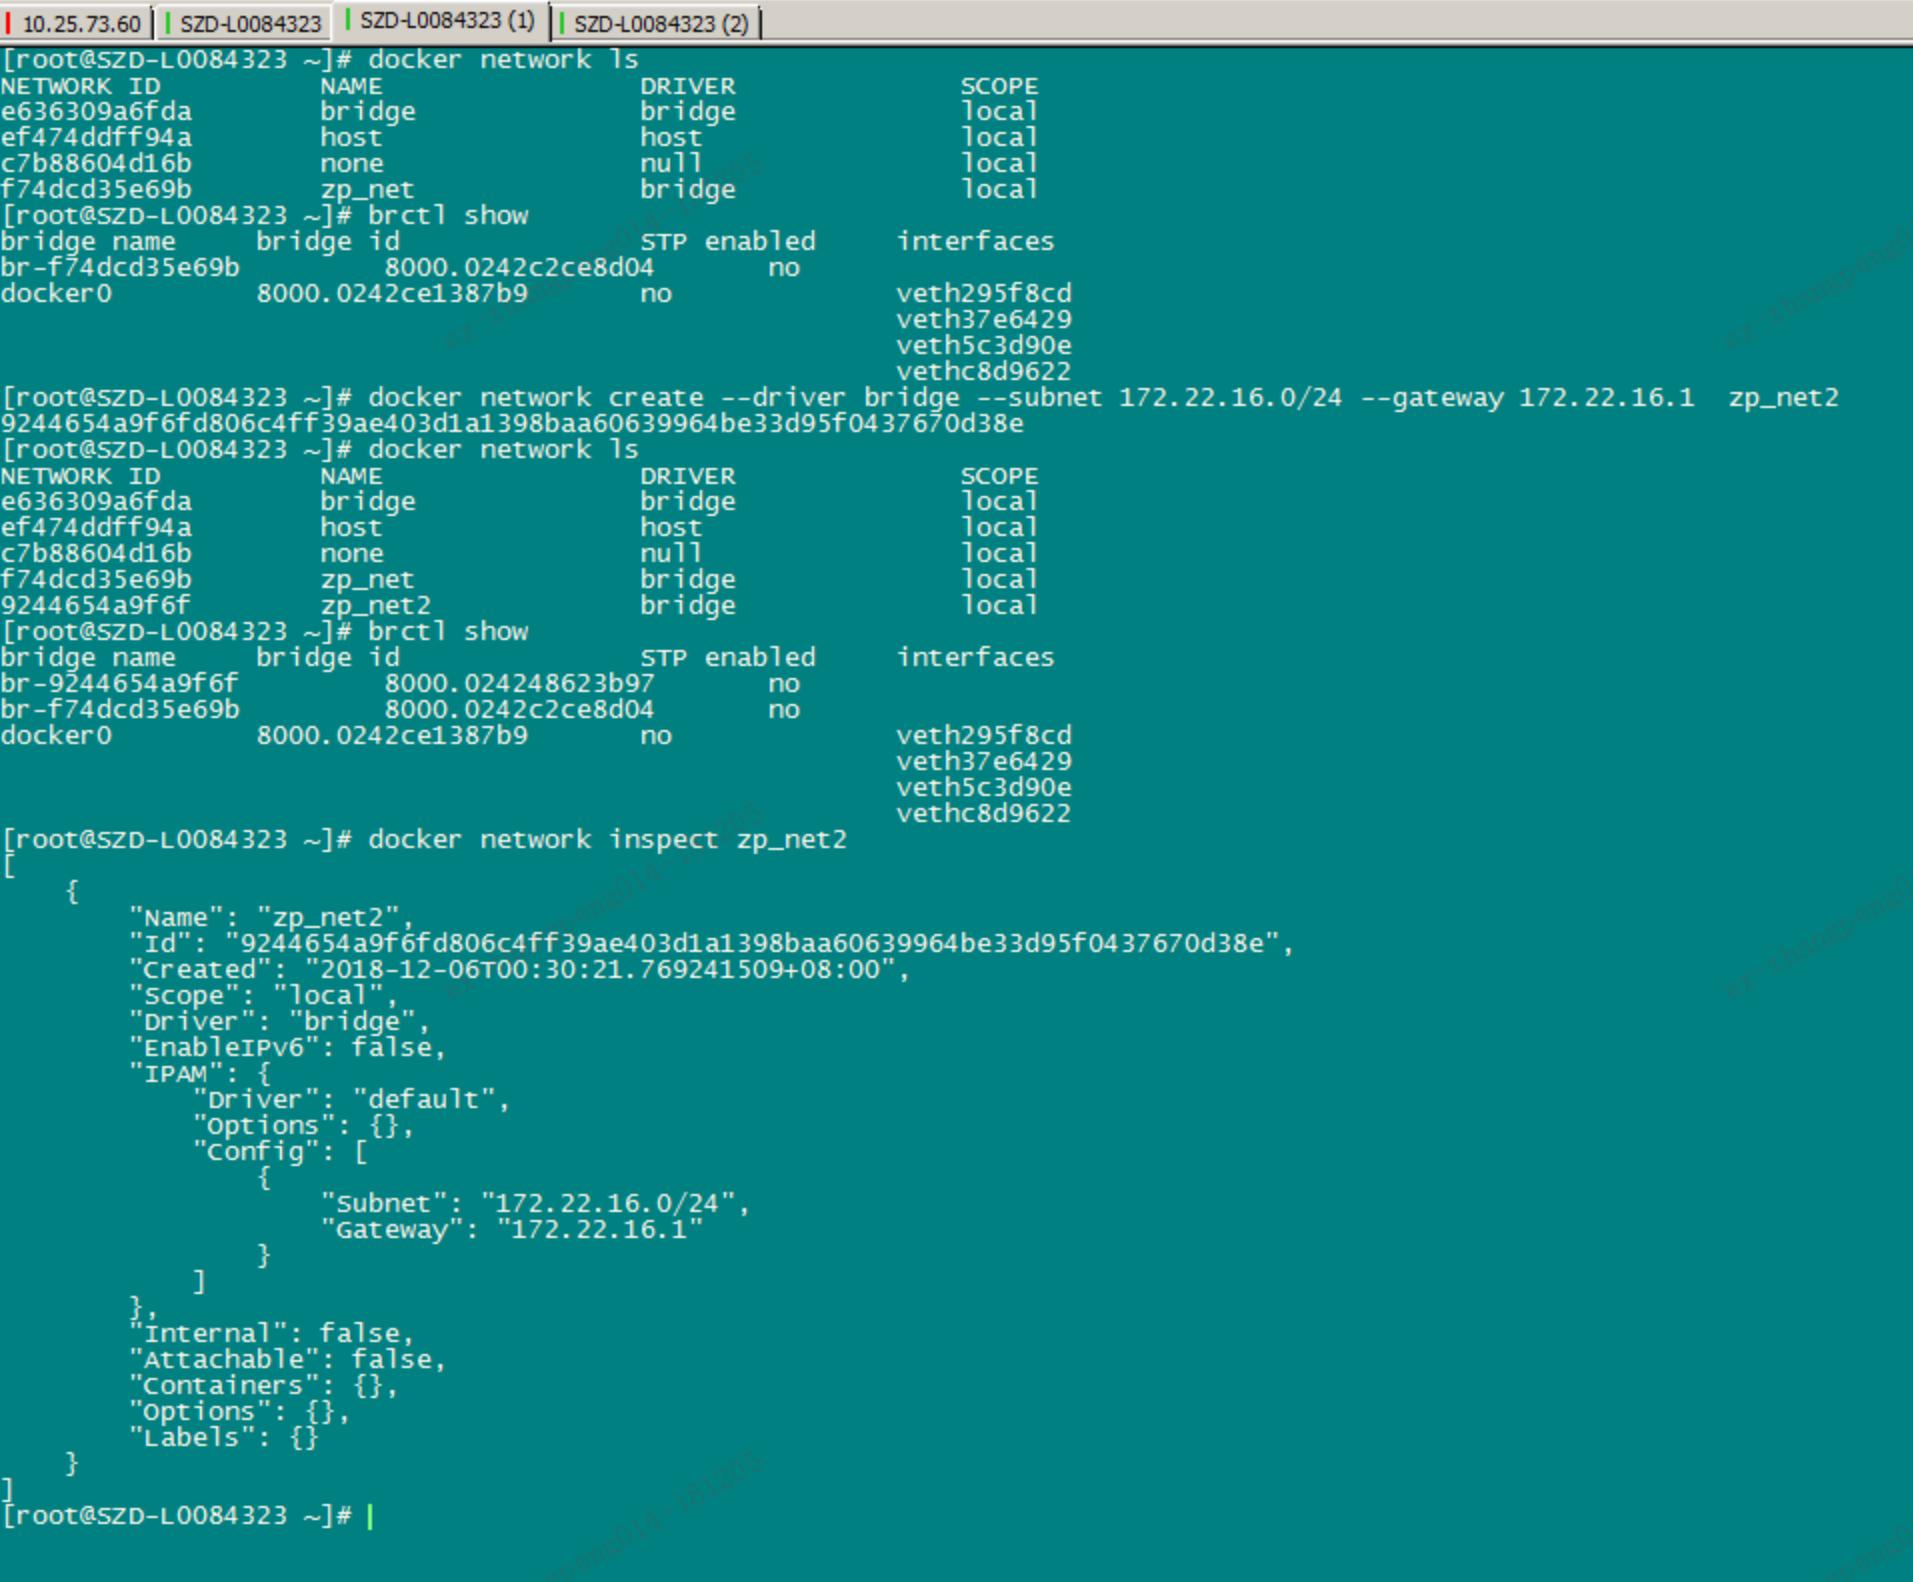 10.25.73.60 SZD-L0084323 SZD-L0084323 (1) SZD-L0084323 (2)
[root@SZD-L0084323 ~]# docker network ls
NETWORK ID NAME DRIVER SCOPE
e636309a6fda bridge bridge local
ef474ddff94a host host local
c7b88604d16b none null local
f74dcd35e69b zp_net bridge local
[root@SZD-L0084323 ~]# brctl show
bridge name bridge id STP enabled interfaces
br-f74dcd35e69b 8000.0242c2ce8d04 no
docker0 8000.0242ce1387b9 no veth295f8cd
veth37e6429
veth5c3d90e
vethc8d9622
[root@SZD-L0084323 ~]# docker network create --driver bridge --subnet 172.22.16.0/24 --gateway 172.22.16.1 zp_net2
9244654a9f6fd806c4ff39ae403d1a1398baa60639964be33d95f0437670d38e
[root@SZD-L0084323 ~]# docker network ls
NETWORK ID NAME DRIVER SCOPE
e636309a6fda bridge bridge local
ef474ddff94a host host local
c7b88604d16b none null local
f74dcd35e69b zp_net bridge local
9244654a9f6f zp_net2 bridge local
[root@SZD-L0084323 ~]# brctl show
bridge name bridge id STP enabled interfaces
br-9244654a9f6f 8000.024248623b97 no
br-f74dcd35e69b 8000.0242c2ce8d04 no
docker0 8000.0242ce1387b9 no veth295f8cd
veth37e6429
veth5c3d90e
vethc8d9622
[root@SZD-L0084323 ~]# docker network inspect zp_net2
[
{
"Name": "zp_net2",
"Id": "9244654a9f6fd806c4ff39ae403d1a1398baa60639964be33d95f0437670d38e",
"Created": "2018-12-06T00:30:21.769241509+08:00",
"Scope": "local",
"Driver": "bridge",
"EnableIPv6": false,
"IPAM": {
"Driver": "default",
"Options": {},
"Config": [
{
"Subnet": "172.22.16.0/24",
"Gateway": "172.22.16.1"
}
]
},
"Internal": false,
"Attachable": false,
"Containers": {},
"Options": {},
"Labels": {}
}
]
[root@SZD-L0084323 ~]#